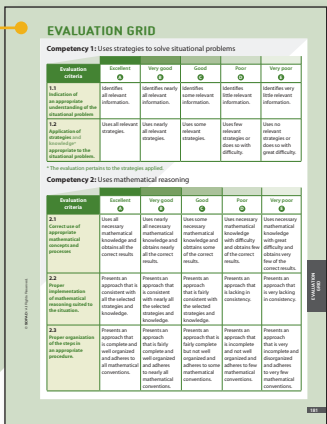 EVALUATION GRID
Competency 1: Uses strategies to solve situational problems
Evaluation criteria
Excellent A
Very good B
Good C
Poor D
Very poor E
1.1 Indication of an appropriate understanding of the situational problem
Identifies all relevant information.
Identifies nearly all relevant information.
Identifies some relevant information.
Identifies little relevant information.
Identifies very little relevant information.
1.2 Application of strategies and knowledge* appropriate to the situational problem.
Uses all relevant strategies.
Uses nearly all relevant strategies.
Uses some relevant strategies.
Uses few relevant strategies or does so with difficulty.
Uses no relevant strategies or does so with great difficulty.
* The evaluation pertains to the strategies applied.
Competency 2: Uses mathematical reasoning
Evaluation criteria
Excellent A
Very good B
Good C
Poor D
Very poor E
2.1 Correct use of appropriate mathematical concepts and processes
Uses all necessary mathematical knowledge and obtains all the correct results
Uses nearly all necessary mathematical knowledge and obtains nearly the correct results.
Uses some necessary mathematical knowledge and obtains some of the correct results.
Uses necessary mathematical knowledge with difficulty and obtains few of the correct results.
Uses necessary mathematical knowledge with great difficulty and obtains very few of the correct results.
2.2 Proper implementation of mathematical reasoning suited to the situation.
Presents an approach that is consistent with all the selected strategies and knowledge.
Presents an approach that is consistent with nearly all the selected strategies and knowledge.
Presents an approach that is fairly consistent with the selected strategies and knowledge.
Presents an approach that is lacking in consistency.
Presents an approach that is very lacking in consistency.
2.3 Proper organization of the steps in an appropriate procedure.
Presents an approach that is complete and well organized and adheres to all mathematical conventions.
Presents an approach that is fairly complete and well organized and adheres to nearly all mathematical conventions.
Presents an approach that is fairly complete but not well organized and adheres to some mathematical conventions.
Presents an approach that is incomplete and not well organized and adheres to few mathematical conventions.
Presents an approach that is very incomplete and disorganized and adheres to very few mathematical conventions.
EVALUATION GRID
181